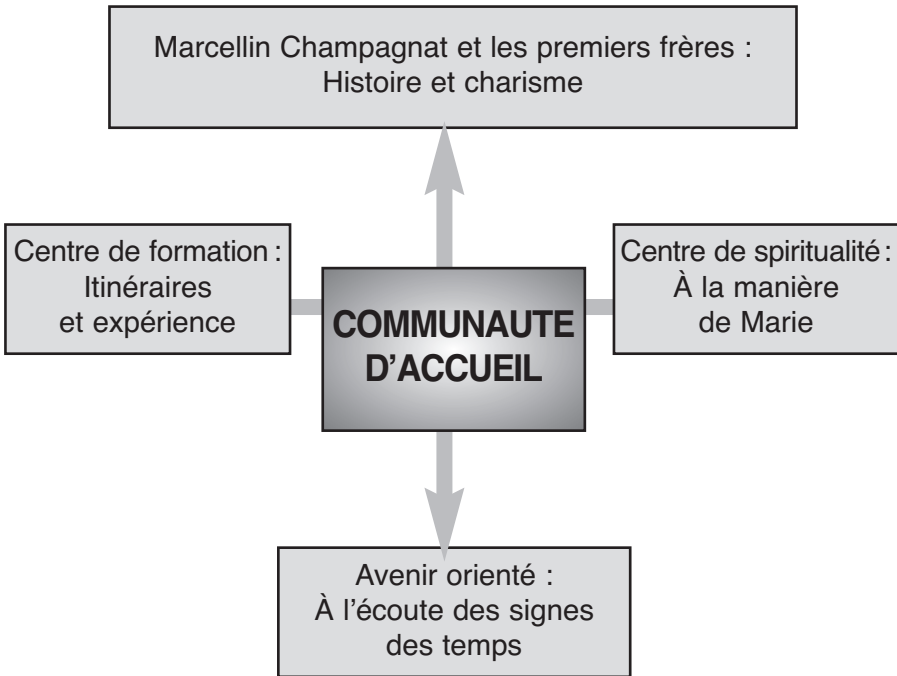 Marcellin Champagnat et les premiers frères :
Histoire et charisme
Centre de formation :
Itinéraires
et expérience
COMMUNAUTE
D'ACCUEIL
Centre de spiritualité :
À la manière
de Marie
Avenir orienté :
À l'écoute des signes
des temps